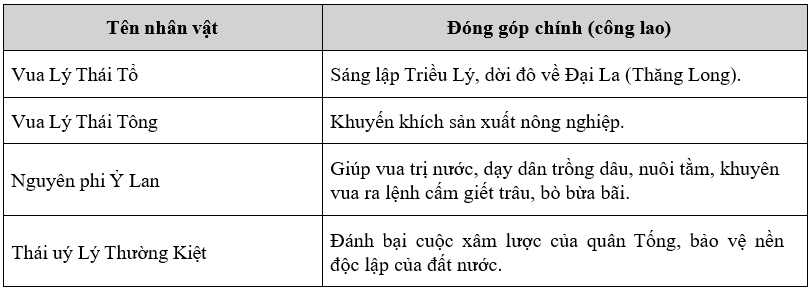 Tên nhân vật
Đóng góp chính (công lao)
Vua Lý Thái Tổ
Sáng lập Triều Lý, dời đô về Đại La (Thăng Long).
Vua Lý Thái Tông
Khuyến khích sản xuất nông nghiệp.
Nguyên phi Ỷ Lan
Giúp vua trị nước, dạy dân trồng dâu, nuôi tằm, khuyên
vua ra lệnh cấm giết trâu, bò bừa bãi.
Thái uý Lý Thường Kiệt
Đánh bại cuộc xâm lược của quân Tống, bảo vệ nền
độc lập của đất nước.